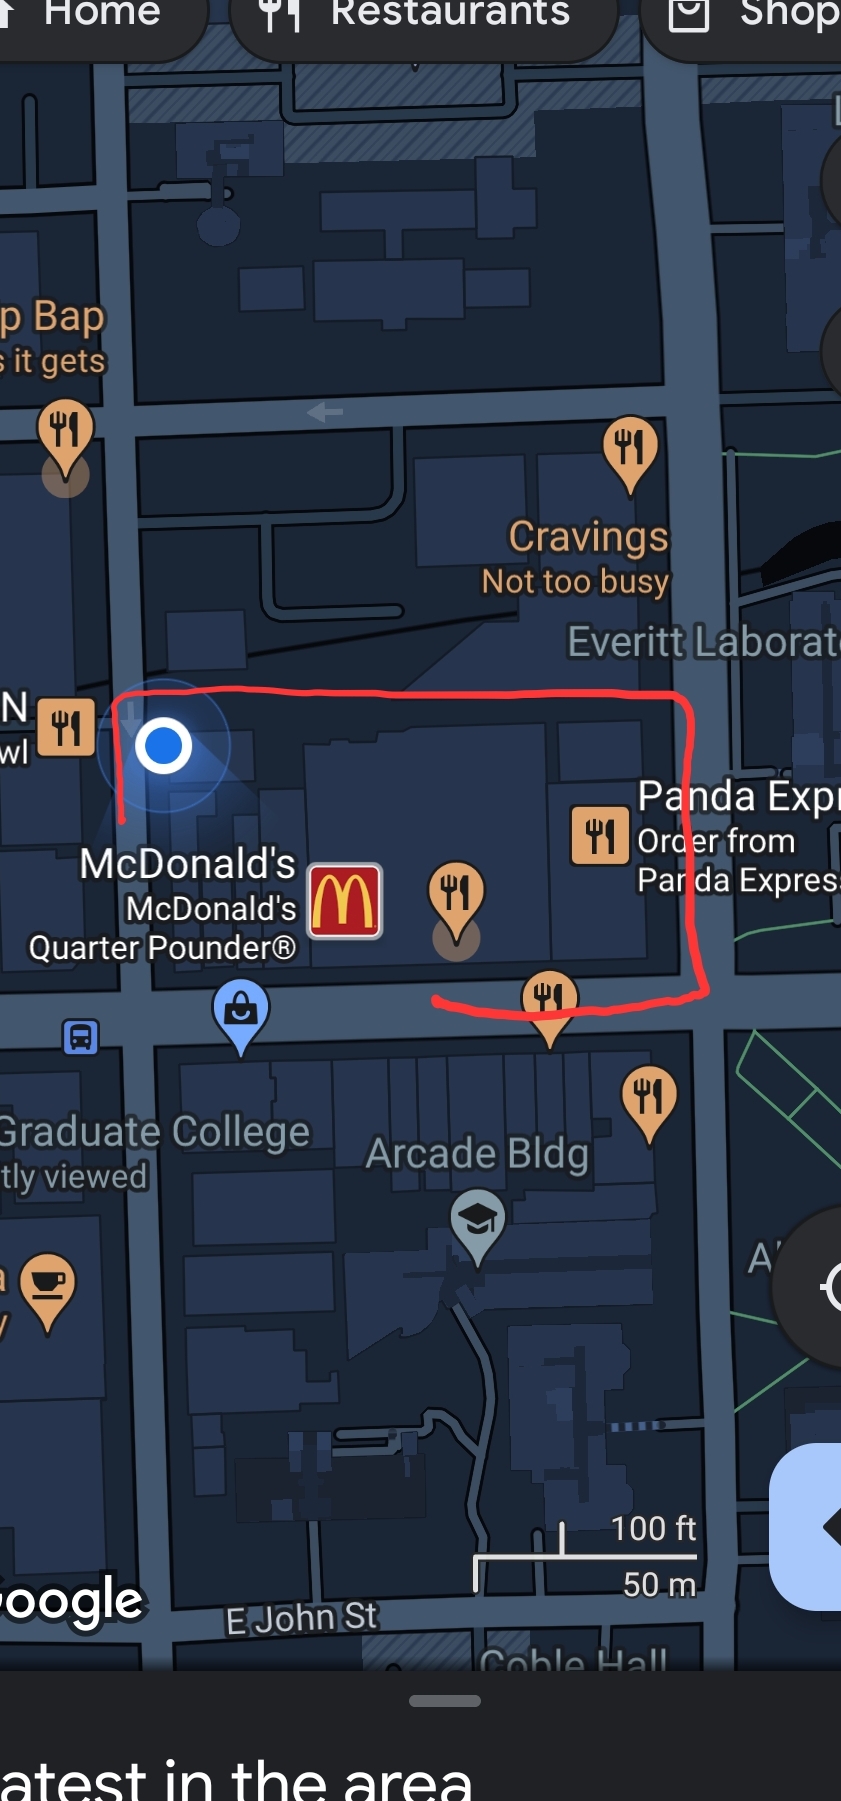 Home
Restaurants
Shop
p Bap
s it gets
Cravings
Not too busy
Everitt Laborat
N
wl
Panda Expr
Order from
Panda Express
McDonald's
McDonald's
Quarter Pounder®
Graduate College
tly viewed
Arcade Bldg
a
y
A
100 ft
50 m
Google
E John St
Coble Hall
atest in the area